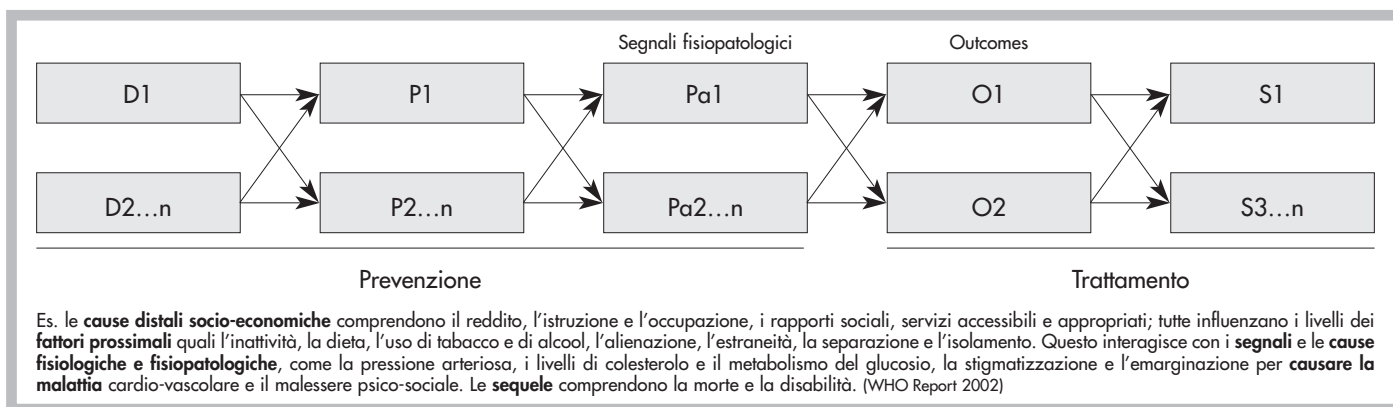 Segnali fisiopatologici Outcomes
D1 P1 Pa1 O1 S1
D2...n P2...n Pa2...n O2 S3...n
Prevenzione Trattamento
Es. le cause distali socio-economiche comprendono il reddito, l'istruzione e l'occupazione, i rapporti sociali, servizi accessibili e appropriati; tutte influenzano i livelli dei
fattori prossimali quali l'inattività, la dieta, l'uso di tabacco e di alcool, l'alienazione, l'estraneità, la separazione e l'isolamento. Questo interagisce con i segnali e le cause
fisiologiche e fisiopatologiche, come la pressione arteriosa, i livelli di colesterolo e il metabolismo del glucosio, la stigmatizzazione e l'emarginazione per causare la
malattia cardio-vascolare e il malessere psico-sociale. Le sequele comprendono la morte e la disabilità. (WHO Report 2002)